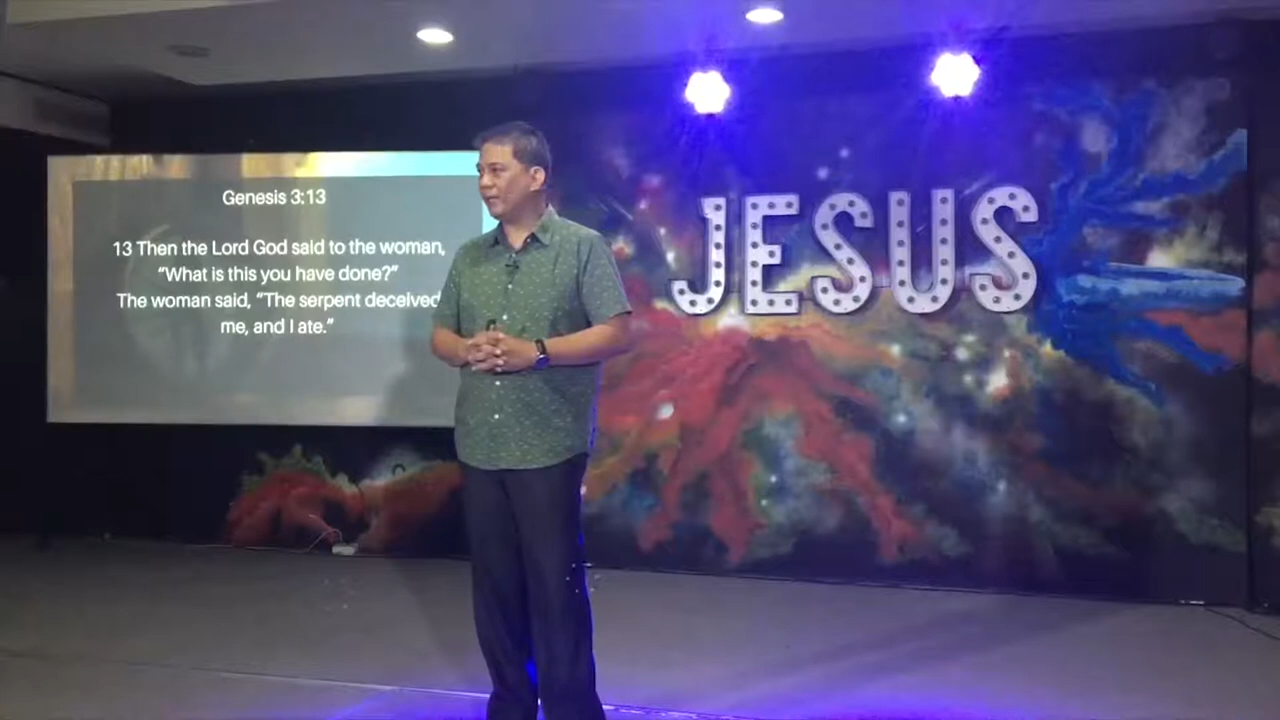 Genesis 3:13
13 Then the Lord God said to the woman,
“What is this you have done?”
The woman said, “The serpent deceived
me, and I ate.”
JESUS